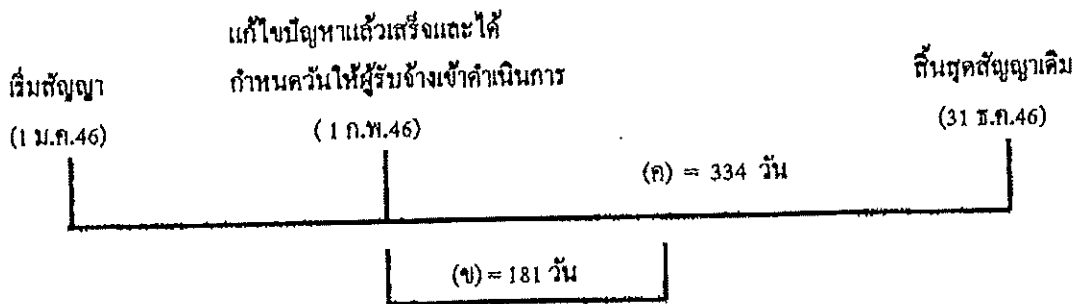 แก้ไขปัญหาแล้วเสร็จและได้
เริ่มสัญญา
กำหนดวันให้ผู้รับจ้างเข้าดำเนินการ
สิ้นสุดสัญญาเดิม
(1 ม.ค.46)
( 1 ก.พ.46)
(31 ธ.ค.46)
(ค) = 334 วัน
(ข) = 181 วัน